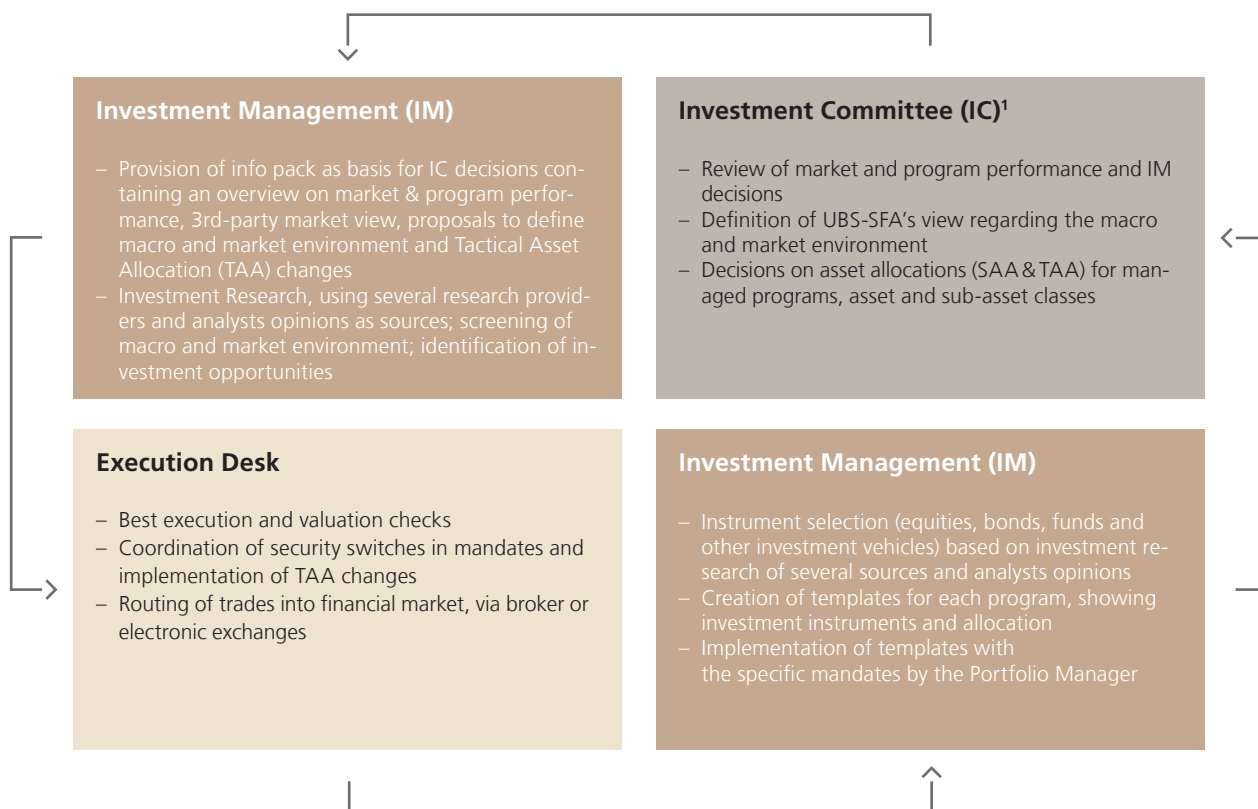 Investment Management (IM)
– Provision of info pack as basis for IC decisions con-
taining an overview on market & program perfor-
mance, 3rd-party market view, proposals to define
macro and market environment and Tactical Asset
Allocation (TAA) changes
– Investment Research, using several research provid-
ers and analysts opinions as sources; screening of
macro and market environment; identification of in-
vestment opportunities
Investment Committee (IC)¹
– Review of market and program performance and IM
decisions
– Definition of UBS-SFA’s view regarding the macro
and market environment
– Decisions on asset allocations (SAA & TAA) for man-
aged programs, asset and sub-asset classes
Execution Desk
– Best execution and valuation checks
– Coordination of security switches in mandates and
implementation of TAA changes
– Routing of trades into financial market, via broker or
electronic exchanges
Investment Management (IM)
– Instrument selection (equities, bonds, funds and
other investment vehicles) based on investment re-
search of several sources and analysts opinions
– Creation of templates for each program, showing
investment instruments and allocation
– Implementation of templates with
the specific mandates by the Portfolio Manager